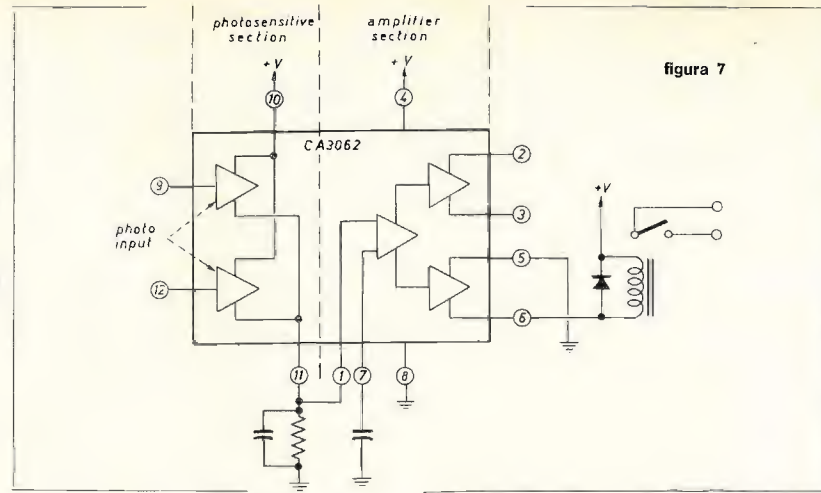 photosensitive
section
amplifier
section
figura 7
+V
+V
10
4
CA3062
9
2
3
photo
input
+V
5
12
6
11
1
7
8